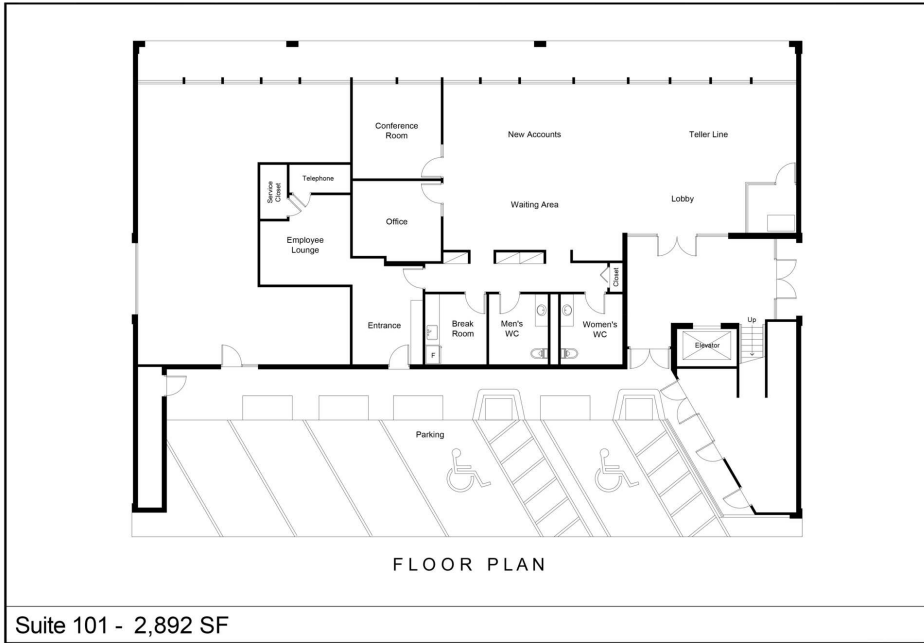 Conference
Room
New Accounts
Teller Line
Telephone
Service
Closet
Office
Waiting Area
Lobby
Employee
Lounge
Closet
Entrance
Break
Room
Men's
WC
Women's
WC
Up
Elevator
F
Parking
FLOOR PLAN
Suite 101 - 2,892 SF